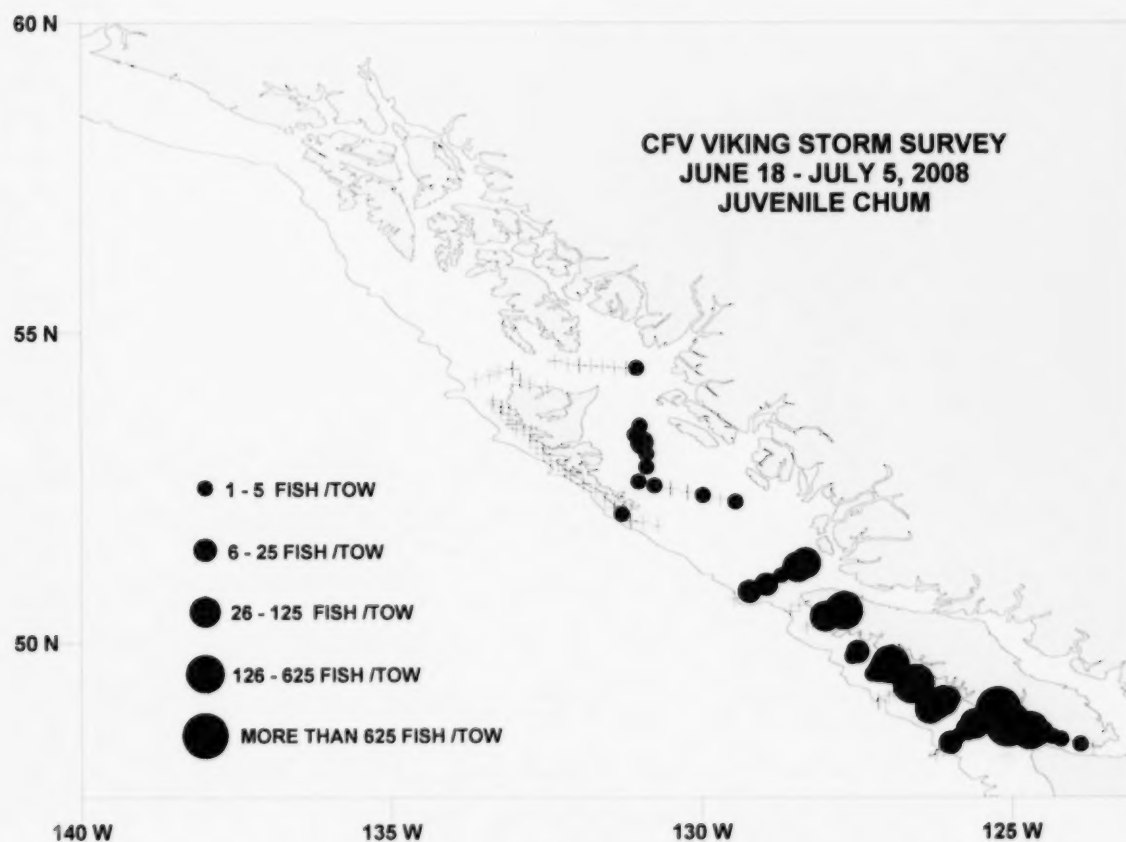 60 N
CFV VIKING STORM SURVEY
JUNE 18 - JULY 5, 2008
JUVENILE CHUM
55 N
1 - 5 FISH /TOW
6 - 25 FISH /TOW
50 N
26 - 125 FISH /TOW
126 - 625 FISH /TOW
MORE THAN 625 FISH /TOW
140 W
135 W
130 W
125 W